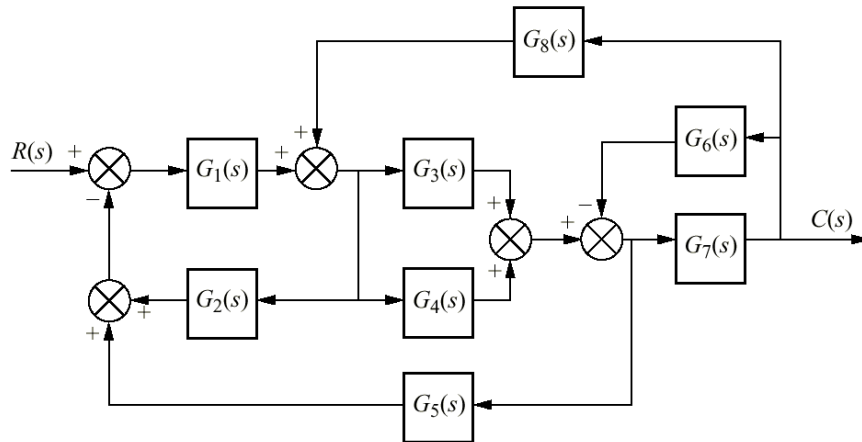 G8(s)
G6(s)
R(s)
+
−
G1(s)
+
+
G3(s)
+
+
+
−
G7(s)
C(s)
+
+
G2(s)
G4(s)
G5(s)